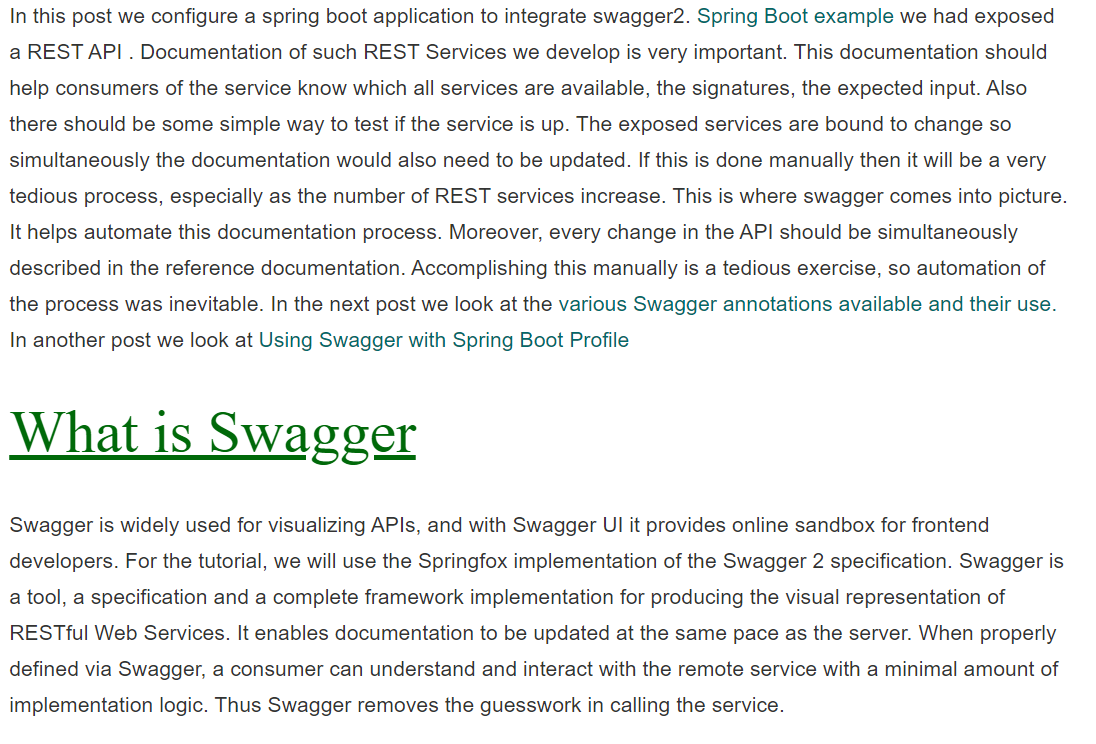 In this post we configure a spring boot application to integrate swagger2. Spring Boot example we had exposed
a REST API . Documentation of such REST Services we develop is very important. This documentation should
help consumers of the service know which all services are available, the signatures, the expected input. Also
there should be some simple way to test if the service is up. The exposed services are bound to change so
simultaneously the documentation would also need to be updated. If this is done manually then it will be a very
tedious process, especially as the number of REST services increase. This is where swagger comes into picture.
It helps automate this documentation process. Moreover, every change in the API should be simultaneously
described in the reference documentation. Accomplishing this manually is a tedious exercise, so automation of
the process was inevitable. In the next post we look at the various Swagger annotations available and their use.
In another post we look at Using Swagger with Spring Boot Profile
What is Swagger
Swagger is widely used for visualizing APIs, and with Swagger UI it provides online sandbox for frontend
developers. For the tutorial, we will use the Springfox implementation of the Swagger 2 specification. Swagger is
a tool, a specification and a complete framework implementation for producing the visual representation of
RESTful Web Services. It enables documentation to be updated at the same pace as the server. When properly
defined via Swagger, a consumer can understand and interact with the remote service with a minimal amount of
implementation logic. Thus Swagger removes the guesswork in calling the service.